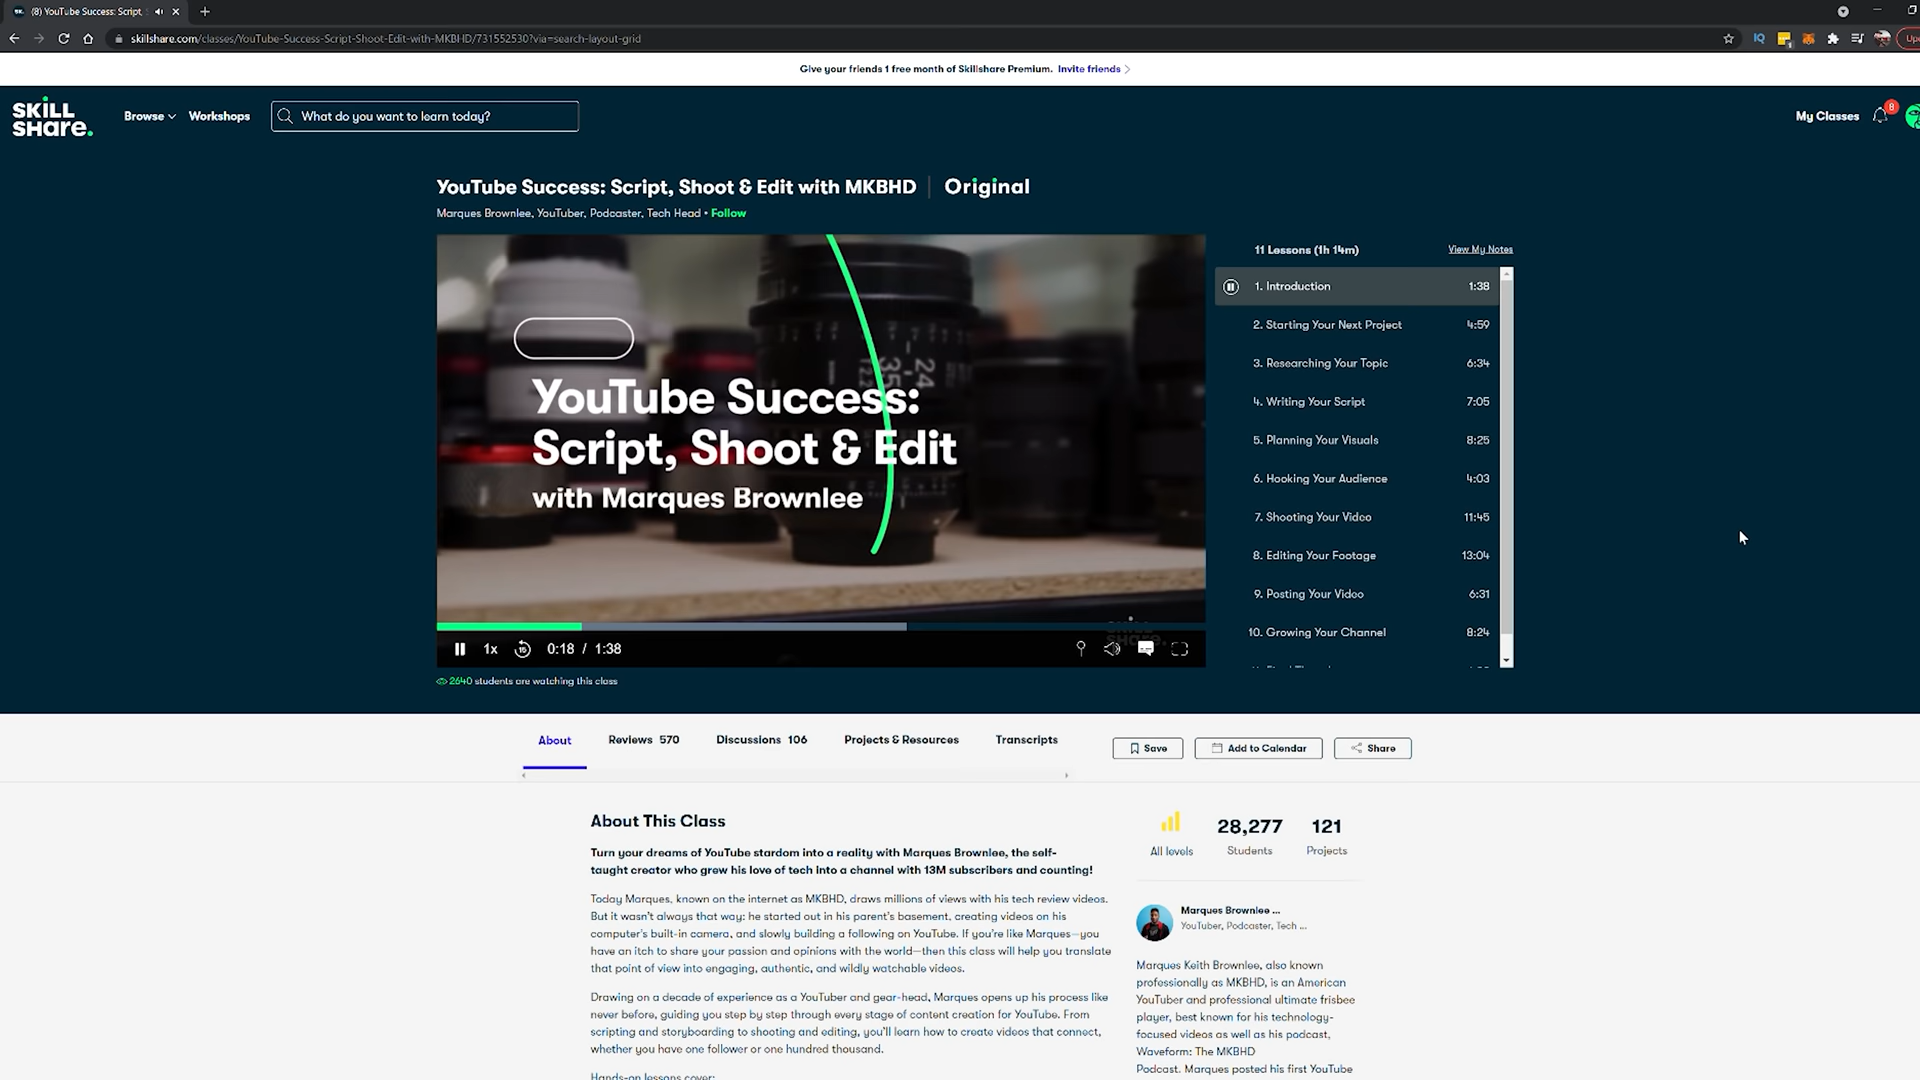 (8) YouTube Success: Script,
skillshare.com/classes/YouTube-Success-Script-Shoot-Edit-with-MKBHD/731552530?via=search-layout-grid
Give your friends 1 free month of Skillshare Premium. Invite friends
SKILL
SHare.
Browse
Workshops
What do you want to learn today?
My Classes
8
YouTube Success: Script, Shoot & Edit with MKBHD
Original
Marques Brownlee, YouTuber, Podcaster, Tech Head • Follow
YouTube Success:
Script, Shoot & Edit
with Marques Brownlee
24
35
1x
15
0:18 / 1:38
2640 students are watching this class
11 Lessons (1h 14m)
View My Notes
1. Introduction 1:38
2. Starting Your Next Project 4:59
3. Researching Your Topic 6:34
4. Writing Your Script 7:05
5. Planning Your Visuals 8:25
6. Hooking Your Audience 4:03
7. Shooting Your Video 11:45
8. Editing Your Footage 13:04
9. Posting Your Video 6:31
10. Growing Your Channel 8:24
About
Reviews 570
Discussions 106
Projects & Resources
Transcripts
Save
Add to Calendar
Share
About This Class
Turn your dreams of YouTube stardom into a reality with Marques Brownlee, the self-
taught creator who grew his love of tech into a channel with 13M subscribers and counting!
Today Marques, known on the internet as MKBHD, draws millions of views with his tech review videos.
But it wasn't always that way: he started out in his parent's basement, creating videos on his
computer's built-in camera, and slowly building a following on YouTube. If you're like Marques—you
have an itch to share your passion and opinions with the world—then this class will help you translate
that point of view into engaging, authentic, and wildly watchable videos.
Drawing on a decade of experience as a YouTuber and gear-head, Marques opens up his process like
never before, guiding you step by step through every stage of content creation for YouTube. From
scripting and storyboarding to shooting and editing, you'll learn how to create videos that connect,
whether you have one follower or one hundred thousand.
Hands-on lessons cover:
All levels
28,277
Students
121
Projects
Marques Brownlee ...
YouTuber, Podcaster, Tech ...
Marques Keith Brownlee, also known
professionally as MKBHD, is an American
YouTuber and professional ultimate frisbee
player, best known for his technology-
focused videos as well as his podcast,
Waveform: The MKBHD
Podcast. Marques posted his first YouTube